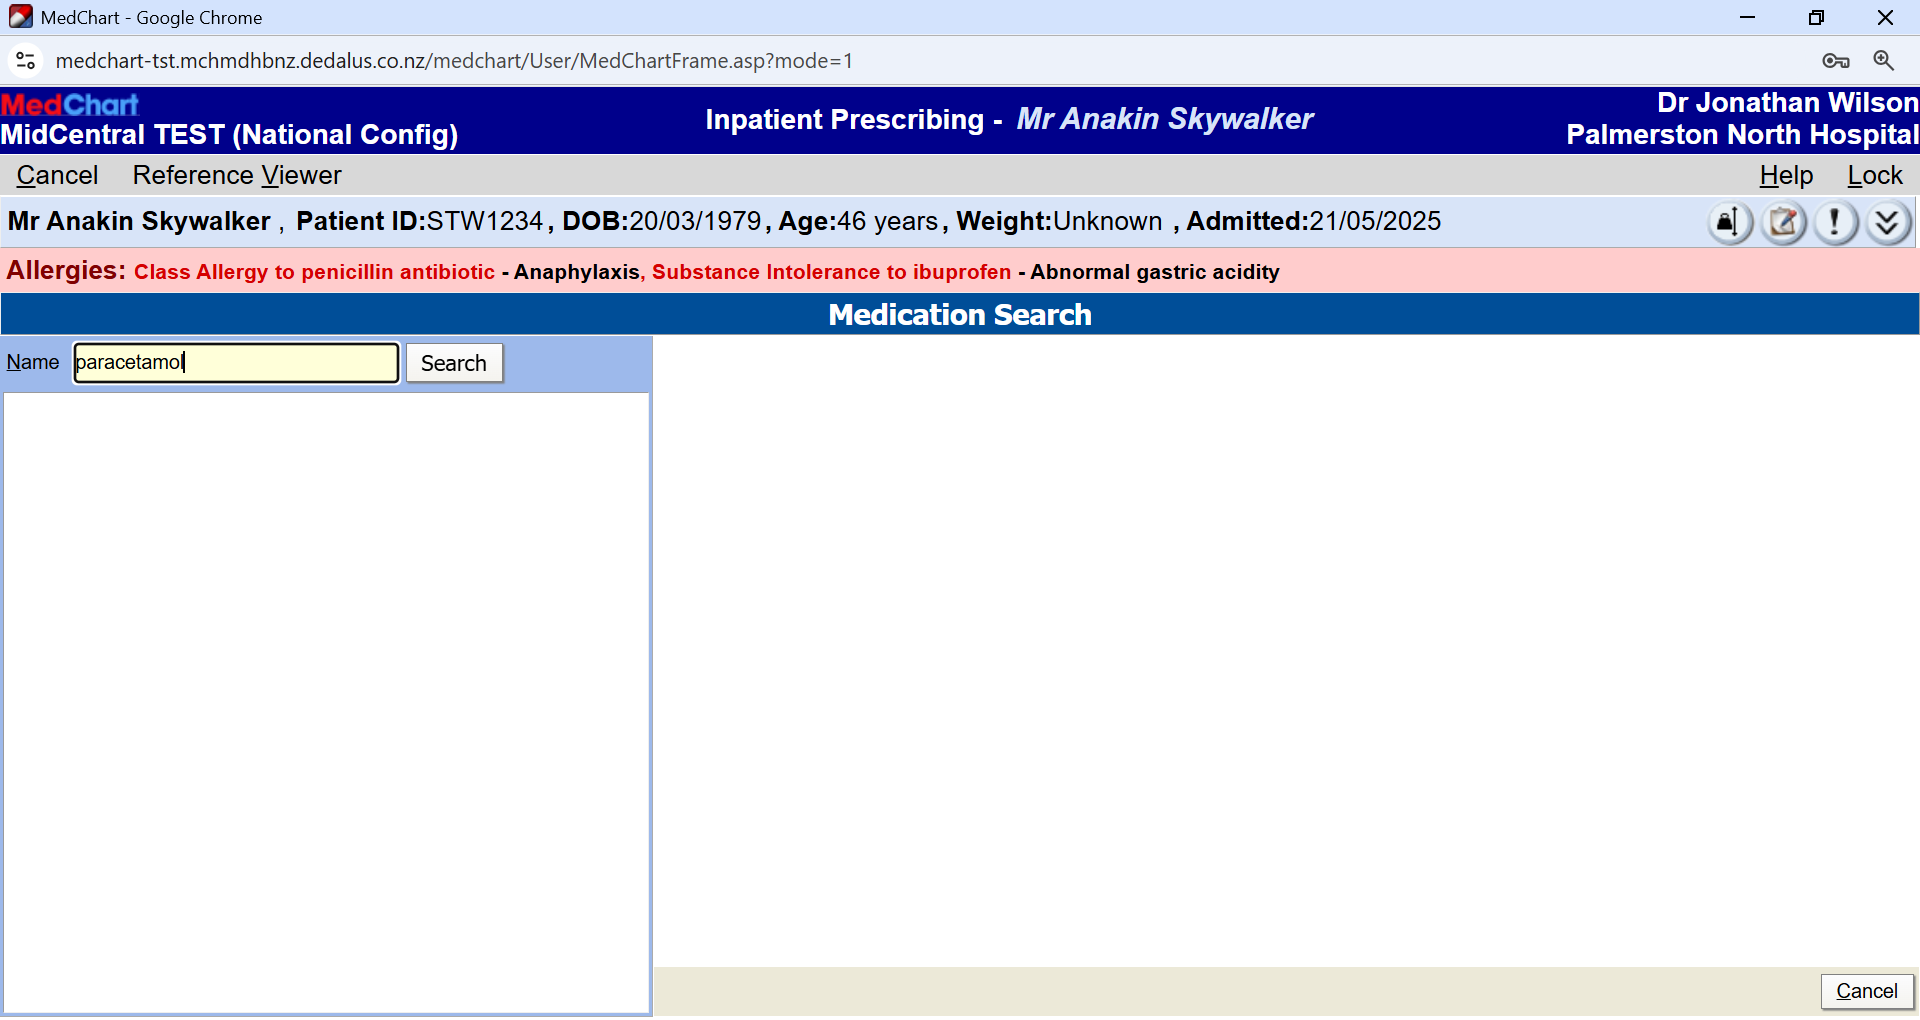 MedChart - Google Chrome
medchart-tst.mchmdhbnz.dedalus.co.nz/medchart/User/MedChartFrame.asp?mode=1
MedChart
MidCentral TEST (National Config)
Inpatient Prescribing - Mr Anakin Skywalker
Dr Jonathan Wilson
Palmerston North Hospital
Cancel Reference Viewer Help Lock
Mr Anakin Skywalker , Patient ID:STW1234, DOB:20/03/1979, Age:46 years, Weight:Unknown , Admitted:21/05/2025
Allergies: Class Allergy to penicillin antibiotic - Anaphylaxis, Substance Intolerance to ibuprofen - Abnormal gastric acidity
Medication Search
Name paracetamol Search
Cancel